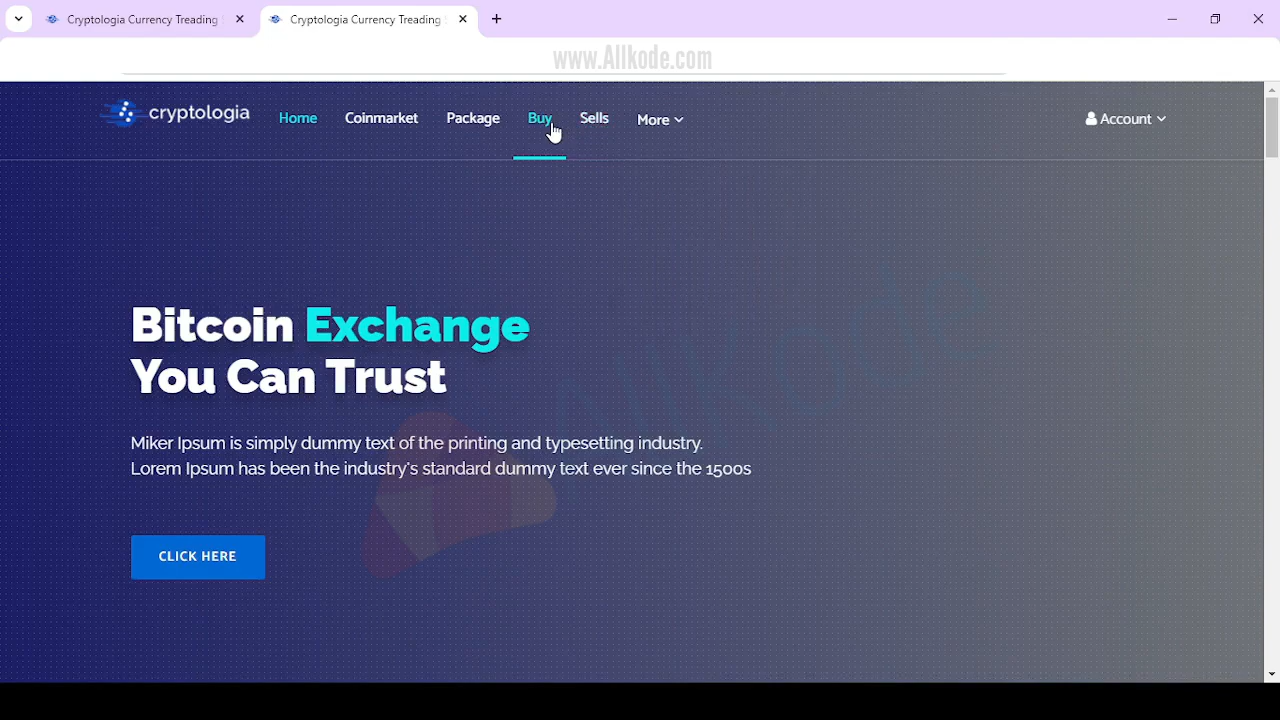 Cryptologia Currency Treading
Cryptologia Currency Treading
www.Allkode.com
cryptologia
Home
Coinmarket
Package
Buy
Sells
More
Account
Bitcoin Exchange
You Can Trust
Miker Ipsum is simply dummy text of the printing and typesetting industry.
Lorem Ipsum has been the industry's standard dummy text ever since the 1500s
CLICK HERE